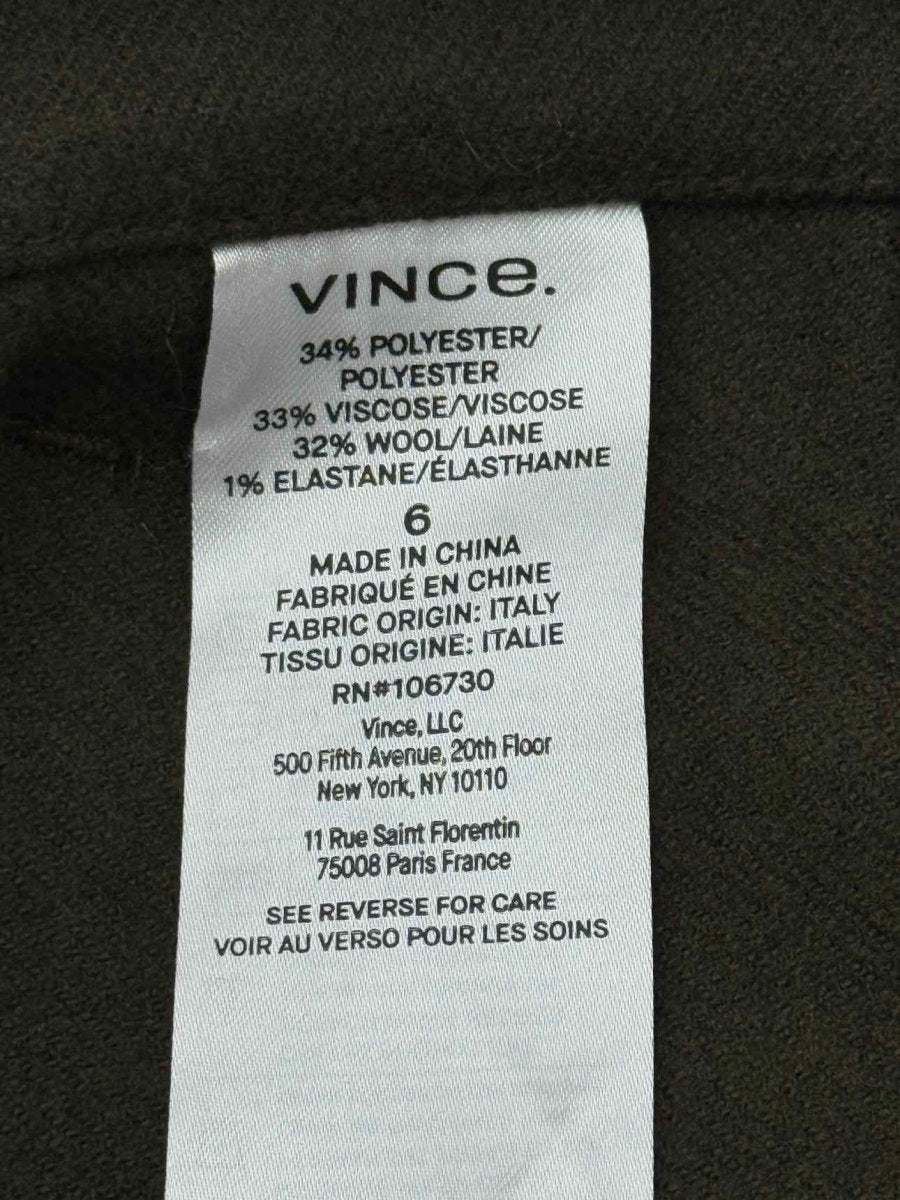 VINCE.
34% POLYESTER/
POLYESTER
33% VISCOSE/VISCOSE
32% WOOL/LAINE
1% ELASTANE/ÉLASTHANNE
6
MADE IN CHINA
FABRIQUÉ EN CHINE
FABRIC ORIGIN: ITALY
TISSU ORIGINE: ITALIE
RN#106730
Vince, LLC
500 Fifth Avenue, 20th Floor
New York, NY 10110
11 Rue Saint Florentin
75008 Paris France
SEE REVERSE FOR CARE
VOIR AU VERSO POUR LES SOINS